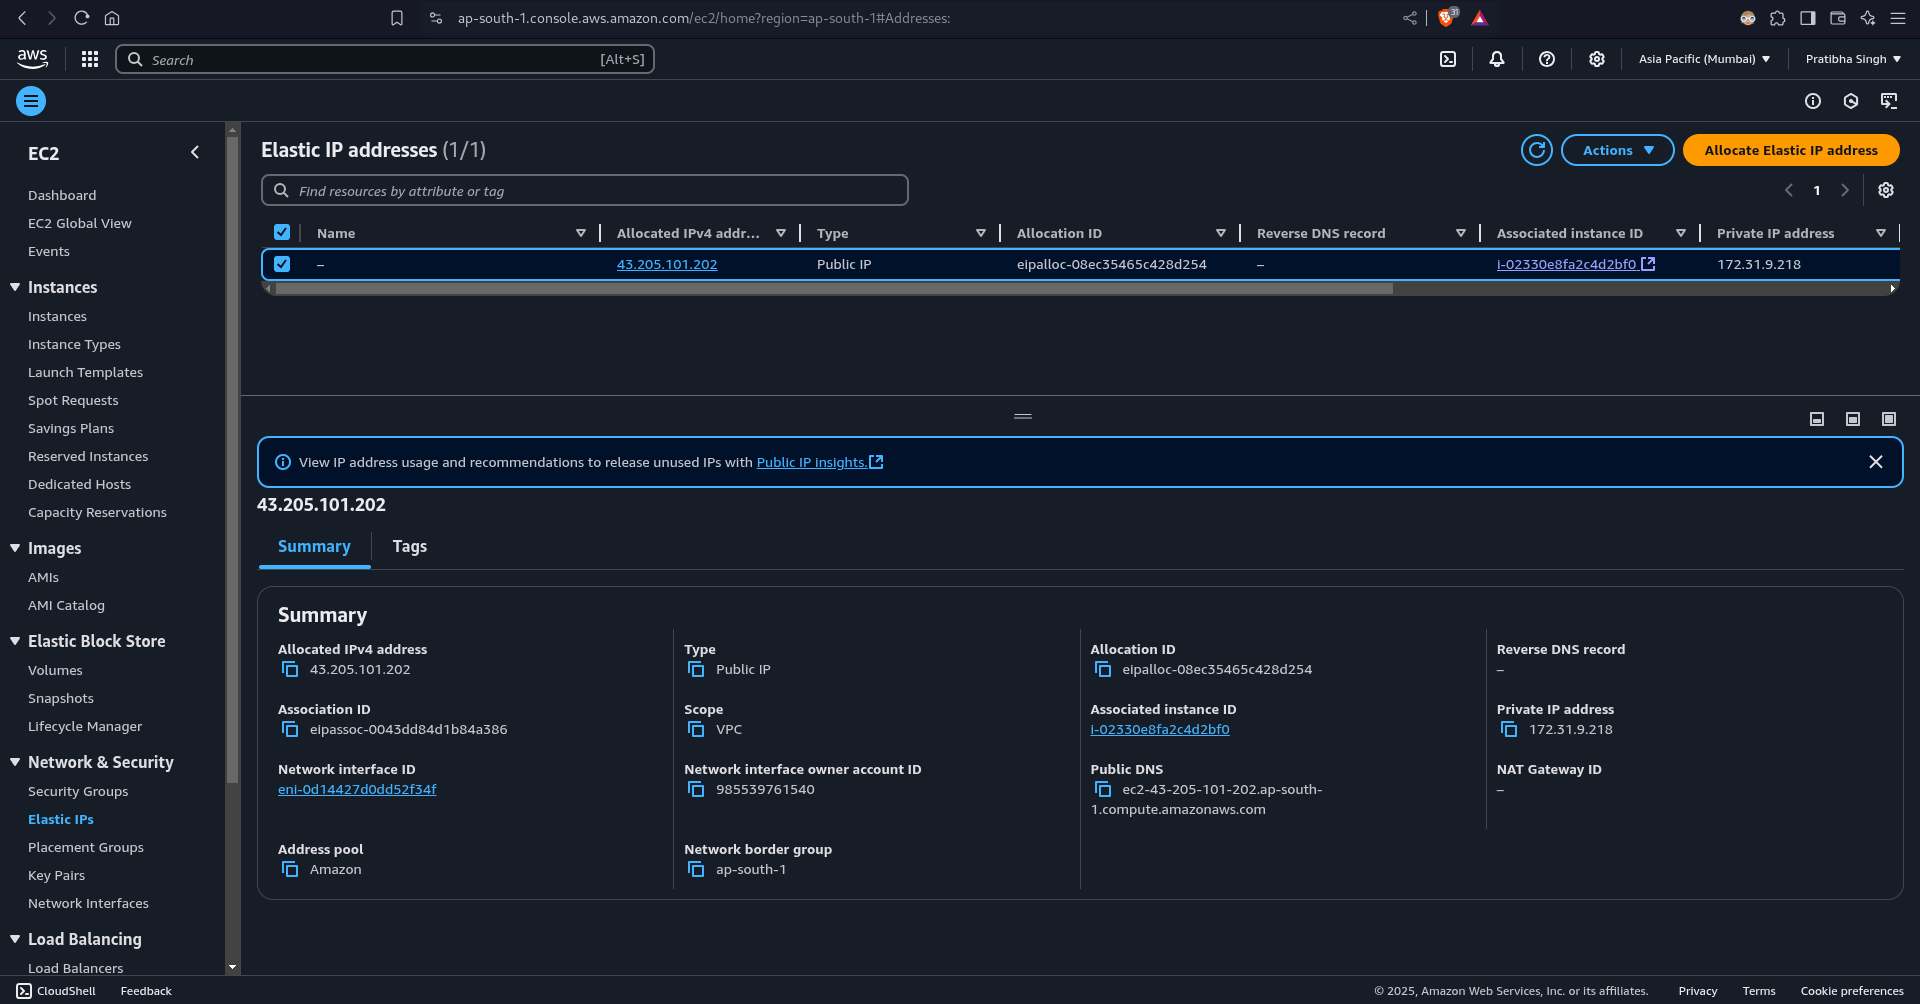 ap-south-1.console.aws.amazon.com/ec2/home?region=ap-south-1#Addresses:
31
aws
Search
[Alt+S]
Asia Pacific (Mumbai)
Pratibha Singh
EC2
Dashboard
EC2 Global View
Events
Instances
Instances
Instance Types
Launch Templates
Spot Requests
Savings Plans
Reserved Instances
Dedicated Hosts
Capacity Reservations
Images
AMIs
AMI Catalog
Elastic Block Store
Volumes
Snapshots
Lifecycle Manager
Network & Security
Security Groups
Elastic IPs
Placement Groups
Key Pairs
Network Interfaces
Load Balancing
Load Balancers
Elastic IP addresses (1/1)
Actions
Allocate Elastic IP address
Find resources by attribute or tag
1
Name Allocated IPv4 addr... Type Allocation ID Reverse DNS record Associated instance ID Private IP address
– 43.205.101.202 Public IP eipalloc-08ec35465c428d254 – i-02330e8fa2c4d2bf0 172.31.9.218
View IP address usage and recommendations to release unused IPs with Public IP insights.
43.205.101.202
Summary Tags
Summary
Allocated IPv4 address
43.205.101.202
Type
Public IP
Allocation ID
eipalloc-08ec35465c428d254
Reverse DNS record
–
Association ID
eipassoc-0043dd84d1b84a386
Scope
VPC
Associated instance ID
i-02330e8fa2c4d2bf0
Private IP address
172.31.9.218
Network interface ID
eni-0d14427d0dd52f34f
Network interface owner account ID
985539761540
Public DNS
ec2-43-205-101-202.ap-south-
1.compute.amazonaws.com
NAT Gateway ID
–
Address pool
Amazon
Network border group
ap-south-1
CloudShell Feedback
© 2025, Amazon Web Services, Inc. or its affiliates. Privacy Terms Cookie preferences